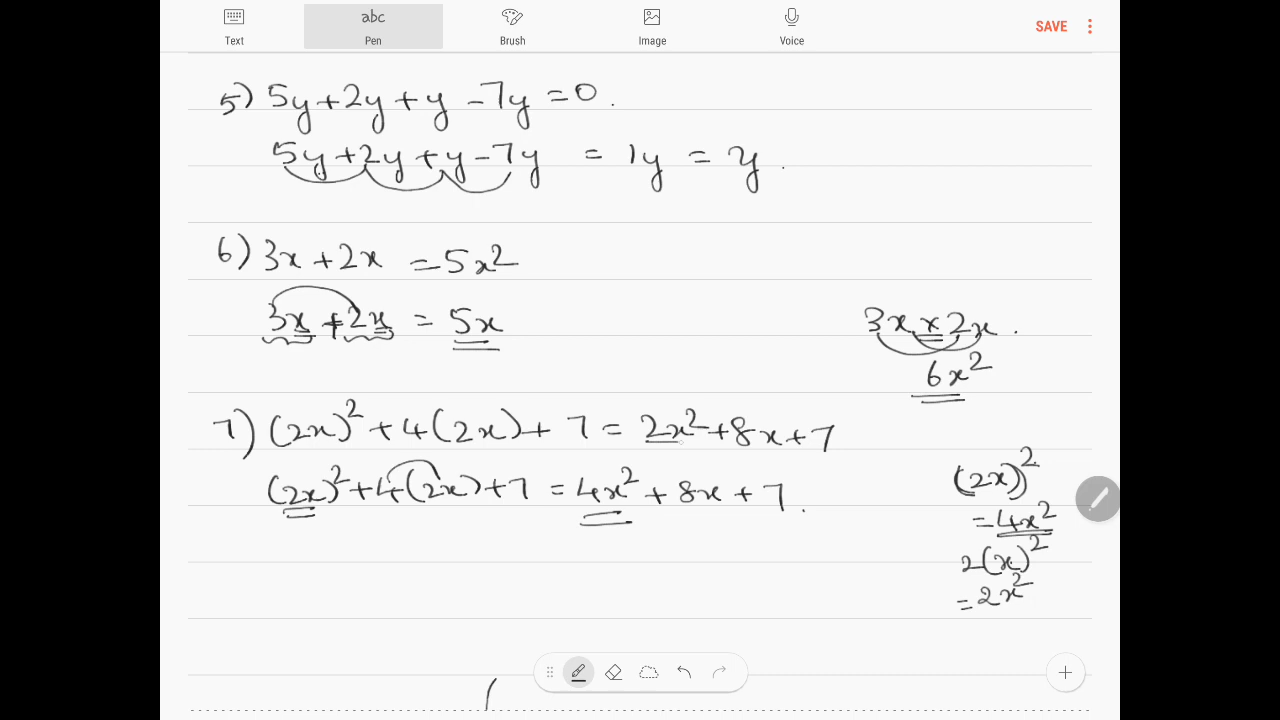 Text Pen Brush Image Voice SAVE
5) 5y+2y+y-7y=0.
5y+2y+y-7y = 1y = y.
6) 3x+2x =5x²
3x+2x = 5x
3x × 2x.
6x²
7) (2x)²+4(2x)+7=2x²+8x+7
(2x)²+4(2x)+7=4x²+8x+7.
(2x)²
=4x²
2(x)²
=2x²